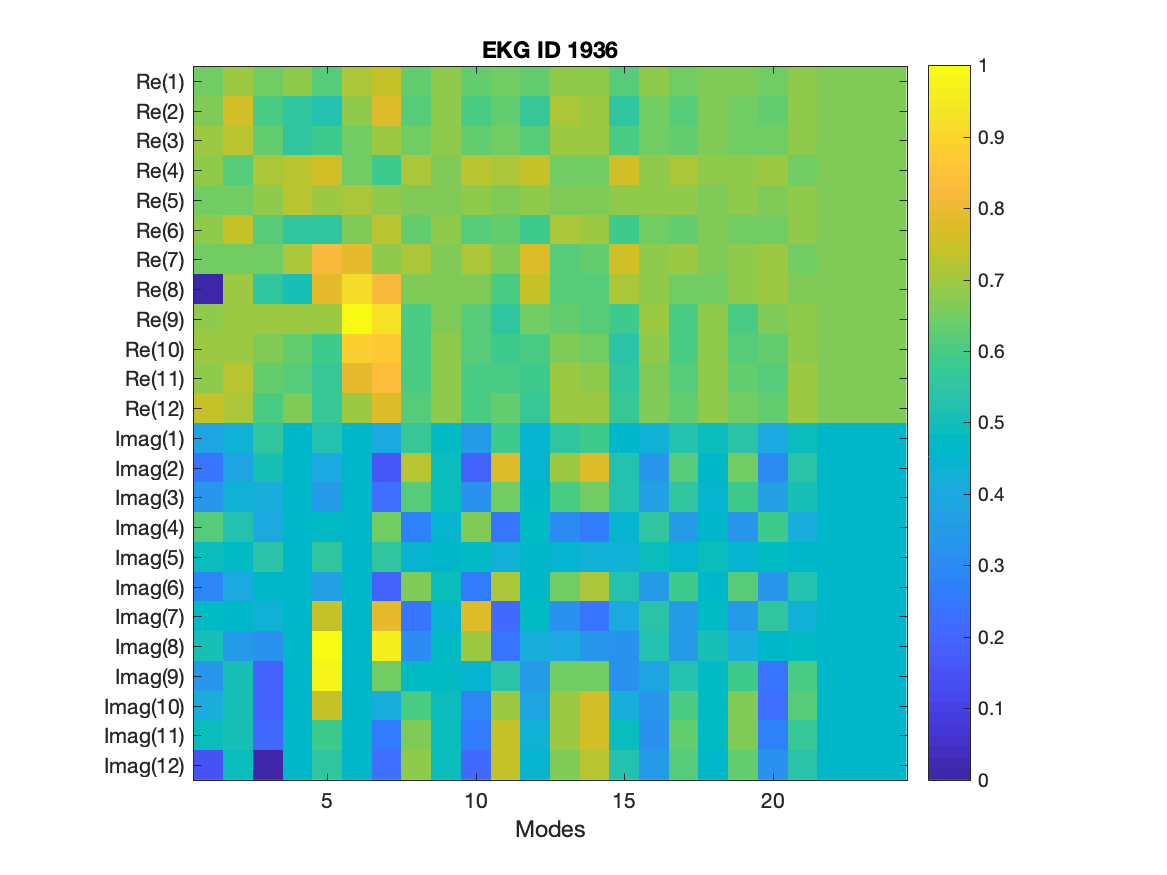 EKG ID 1936
Re(1)
Re(2)
Re(3)
Re(4)
Re(5)
Re(6)
Re(7)
Re(8)
Re(9)
Re(10)
Re(11)
Re(12)
Imag(1)
Imag(2)
Imag(3)
Imag(4)
Imag(5)
Imag(6)
Imag(7)
Imag(8)
Imag(9)
Imag(10)
Imag(11)
Imag(12)
5 10 15 20
Modes
1
0.9
0.8
0.7
0.6
0.5
0.4
0.3
0.2
0.1
0